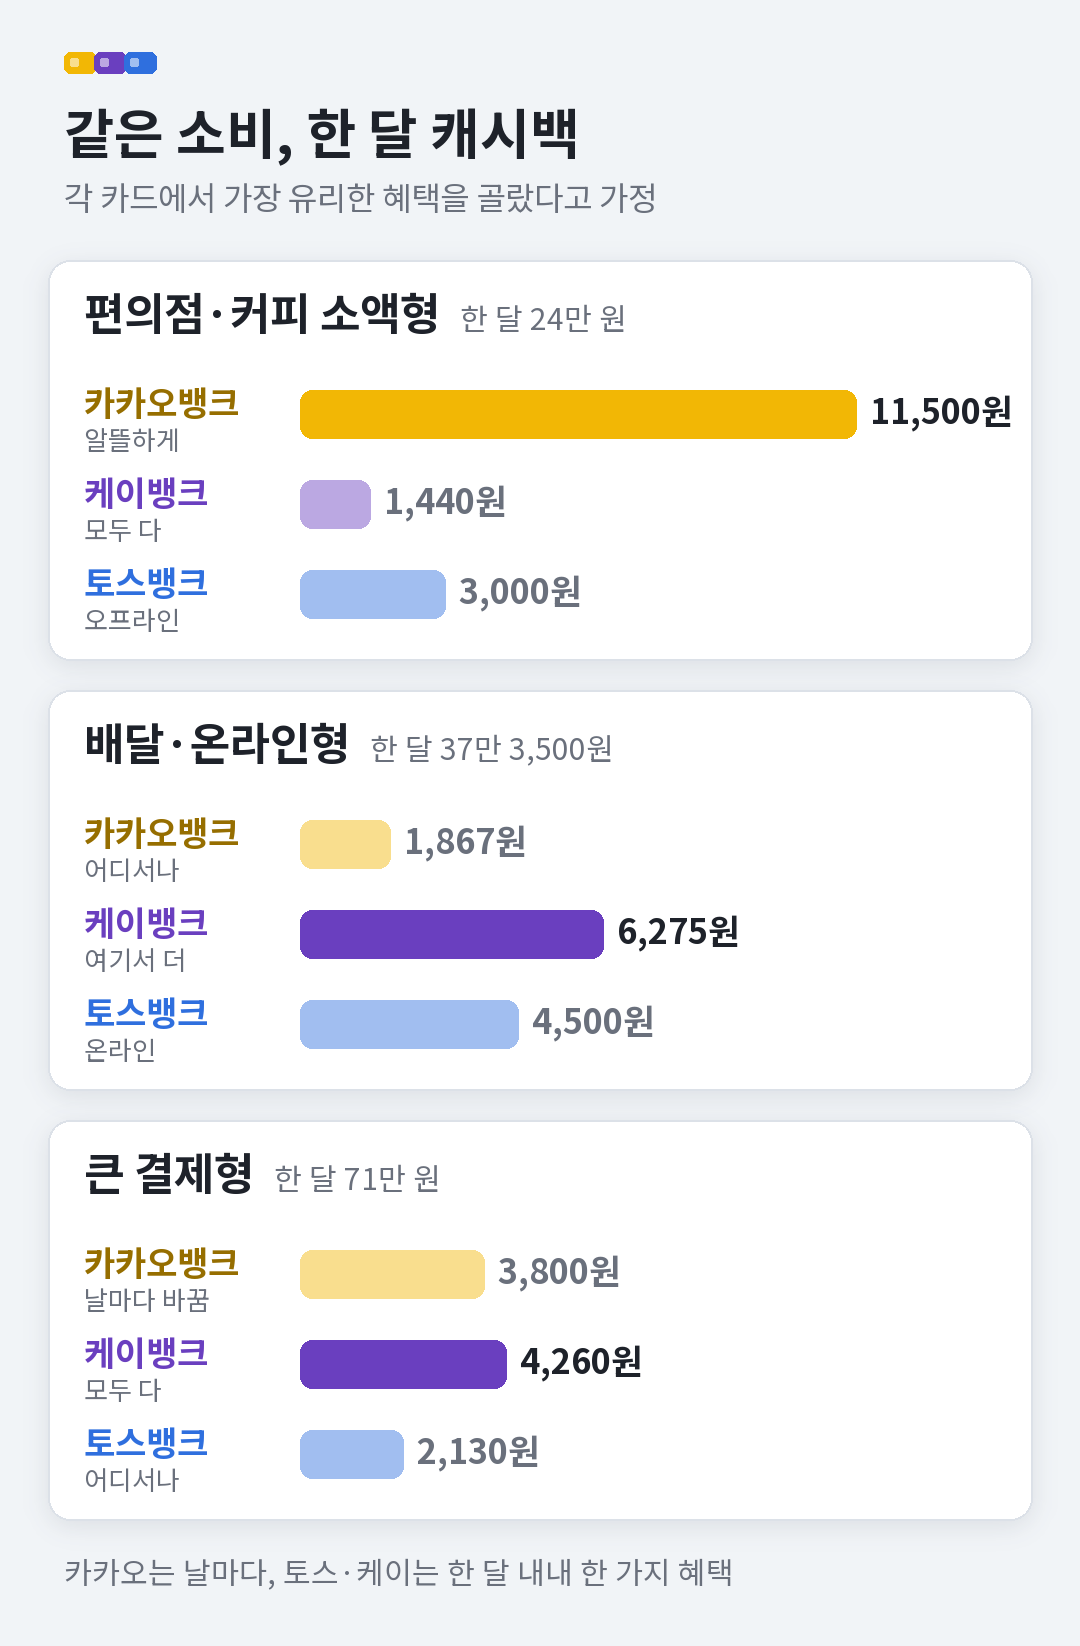 같은 소비, 한 달 캐시백
각 카드에서 가장 유리한 혜택을 골랐다고 가정
편의점·커피 소액형 한 달 24만 원
카카오뱅크
알뜰하게
11,500원
케이뱅크
모두 다
1,440원
토스뱅크
오프라인
3,000원
배달·온라인형 한 달 37만 3,500원
카카오뱅크
어디서나
1,867원
케이뱅크
여기서 더
6,275원
토스뱅크
온라인
4,500원
큰 결제형 한 달 71만 원
카카오뱅크
날마다 바꿈
3,800원
케이뱅크
모두 다
4,260원
토스뱅크
어디서나
2,130원
카카오는 날마다, 토스·케이는 한 달 내내 한 가지 혜택